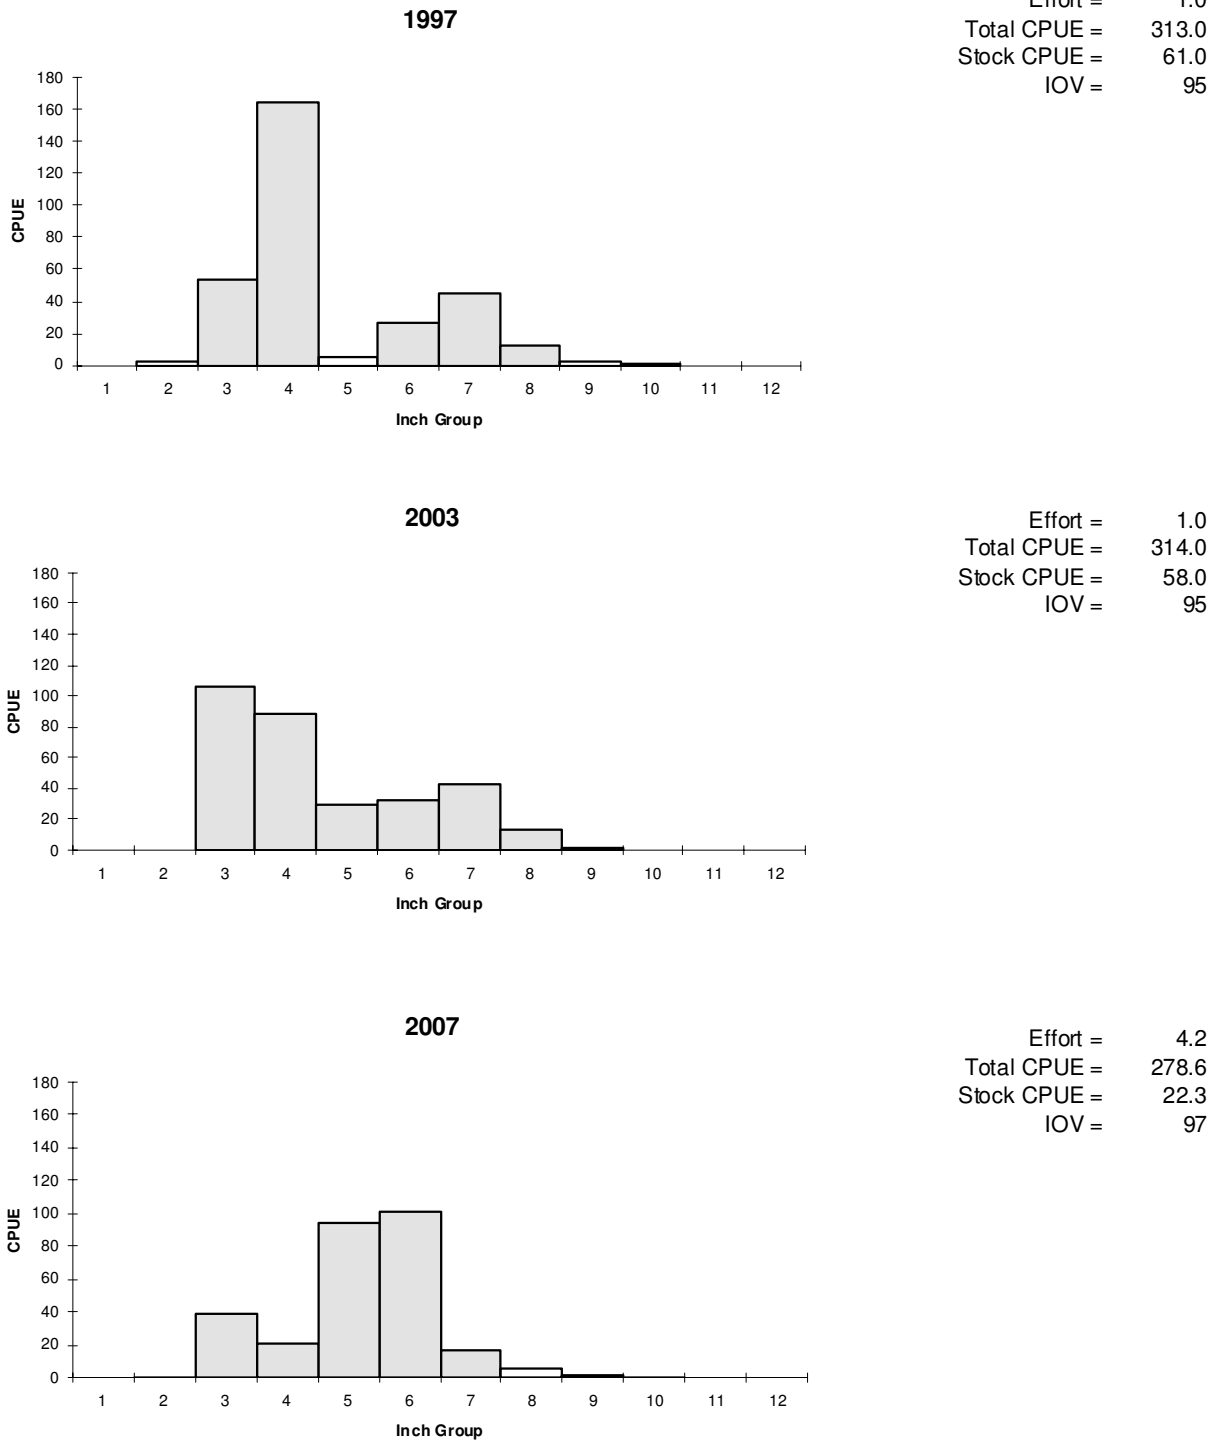 Effort = 1.0
1997
Total CPUE = 313.0
Stock CPUE = 61.0
IOV = 95
180
160
140
120
100
80
60
40
20
0
CPUE
1 2 3 4 5 6 7 8 9 10 11 12
Inch Group
2003
Effort = 1.0
Total CPUE = 314.0
Stock CPUE = 58.0
IOV = 95
180
160
140
120
100
80
60
40
20
0
CPUE
1 2 3 4 5 6 7 8 9 10 11 12
Inch Group
2007
Effort = 4.2
Total CPUE = 278.6
Stock CPUE = 22.3
IOV = 97
180
160
140
120
100
80
60
40
20
0
CPUE
1 2 3 4 5 6 7 8 9 10 11 12
Inch Group